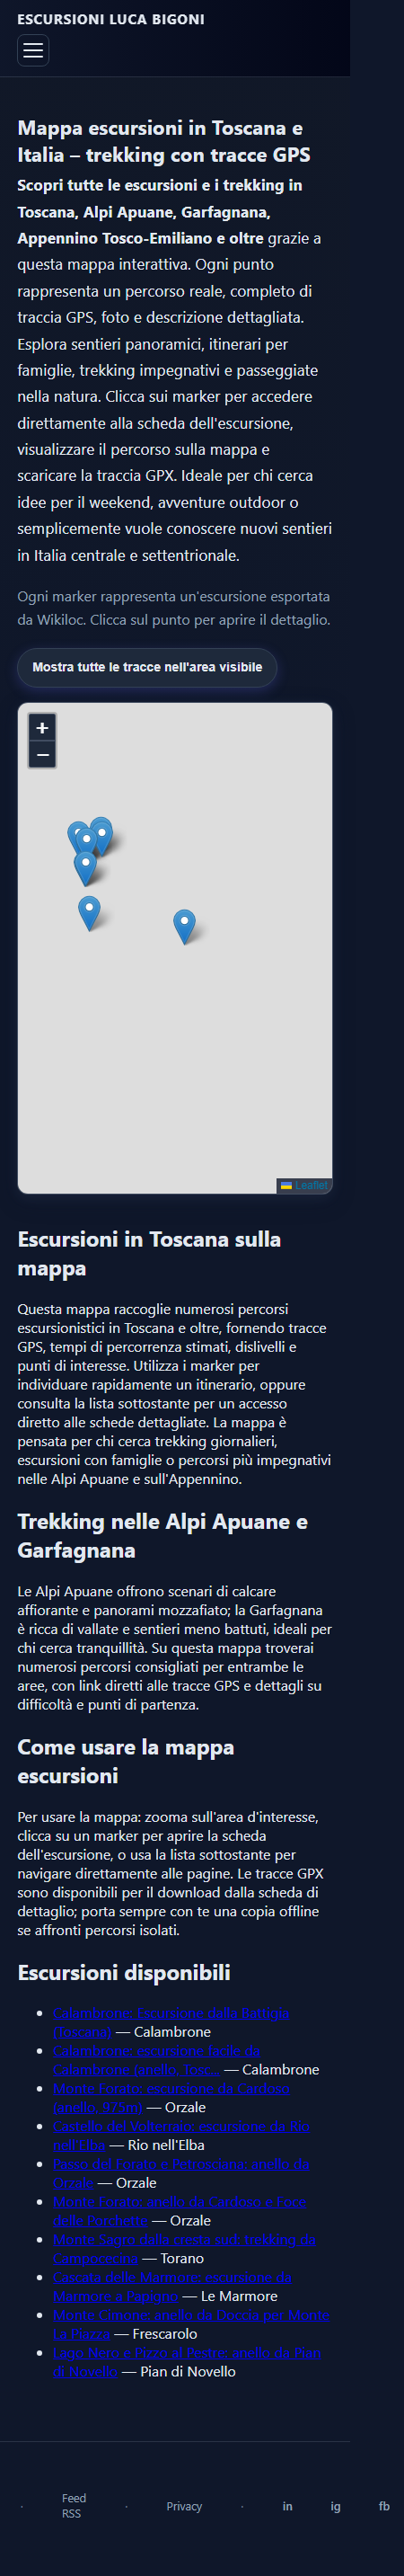 ESCURSIONI LUCA BIGONI
Mappa escursioni in Toscana e
Italia – trekking con tracce GPS
Scopri tutte le escursioni e i trekking in
Toscana, Alpi Apuane, Garfagnana,
Appennino Tosco-Emiliano e oltre grazie a
questa mappa interattiva. Ogni punto
rappresenta un percorso reale, completo di
traccia GPS, foto e descrizione dettagliata.
Esplora sentieri panoramici, itinerari per
famiglie, trekking impegnativi e passeggiate
nella natura. Clicca sui marker per accedere
direttamente alla scheda dell'escursione,
visualizzare il percorso sulla mappa e
scaricare la traccia GPX. Ideale per chi cerca
idee per il weekend, avventure outdoor o
semplicemente vuole conoscere nuovi sentieri
in Italia centrale e settentrionale.
Ogni marker rappresenta un'escursione esportata
da Wikiloc. Clicca sul punto per aprire il dettaglio.
Mostra tutte le tracce nell'area visibile
+
−
Leaflet
Escursioni in Toscana sulla
mappa
Questa mappa raccoglie numerosi percorsi
escursionistici in Toscana e oltre, fornendo tracce
GPS, tempi di percorrenza stimati, dislivelli e
punti di interesse. Utilizza i marker per
individuare rapidamente un itinerario, oppure
consulta la lista sottostante per un accesso
diretto alle schede dettagliate. La mappa è
pensata per chi cerca trekking giornalieri,
escursioni con famiglie o percorsi più impegnativi
nelle Alpi Apuane e sull'Appennino.
Trekking nelle Alpi Apuane e
Garfagnana
Le Alpi Apuane offrono scenari di calcare
affiorante e panorami mozzafiato; la Garfagnana
è ricca di vallate e sentieri meno battuti, ideali per
chi cerca tranquillità. Su questa mappa troverai
numerosi percorsi consigliati per entrambe le
aree, con link diretti alle tracce GPS e dettagli su
difficoltà e punti di partenza.
Come usare la mappa
escursioni
Per usare la mappa: zooma sull'area d'interesse,
clicca su un marker per aprire la scheda
dell'escursione, o usa la lista sottostante per
navigare direttamente alle pagine. Le tracce GPX
sono disponibili per il download dalla scheda di
dettaglio; porta sempre con te una copia offline
se affronti percorsi isolati.
Escursioni disponibili
• Calambrone: Escursione dalla Battigia
(Toscana) — Calambrone
• Calambrone: escursione facile da
Calambrone (anello, Tosc… — Calambrone
• Monte Forato: escursione da Cardoso
(anello, 975m) — Orzale
• Castello del Volterraio: escursione da Rio
nell'Elba — Rio nell'Elba
• Passo del Forato e Petrosciana: anello da
Orzale — Orzale
• Monte Forato: anello da Cardoso e Foce
delle Porchette — Orzale
• Monte Sagro dalla cresta sud: trekking da
Campocecina — Torano
• Cascata delle Marmore: escursione da
Marmore a Papigno — Le Marmore
• Monte Cimone: anello da Doccia per Monte
La Piazza — Frescarolo
• Lago Nero e Pizzo al Pestro: anello da Pian
di Novello — Pian di Novello
· Feed
RSS · Privacy · in ig fb